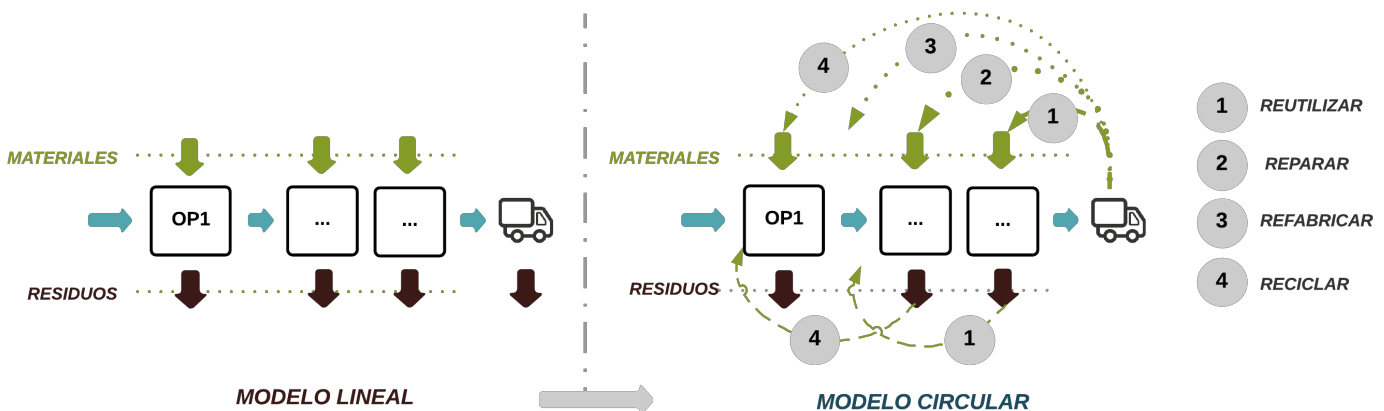 MATERIALES
OP1
...
...
RESIDUOS
MODELO LINEAL
4
3
2
1
MATERIALES
OP1
...
...
RESIDUOS
4
1
MODELO CIRCULAR
1 REUTILIZAR
2 REPARAR
3 REFABRICAR
4 RECICLAR